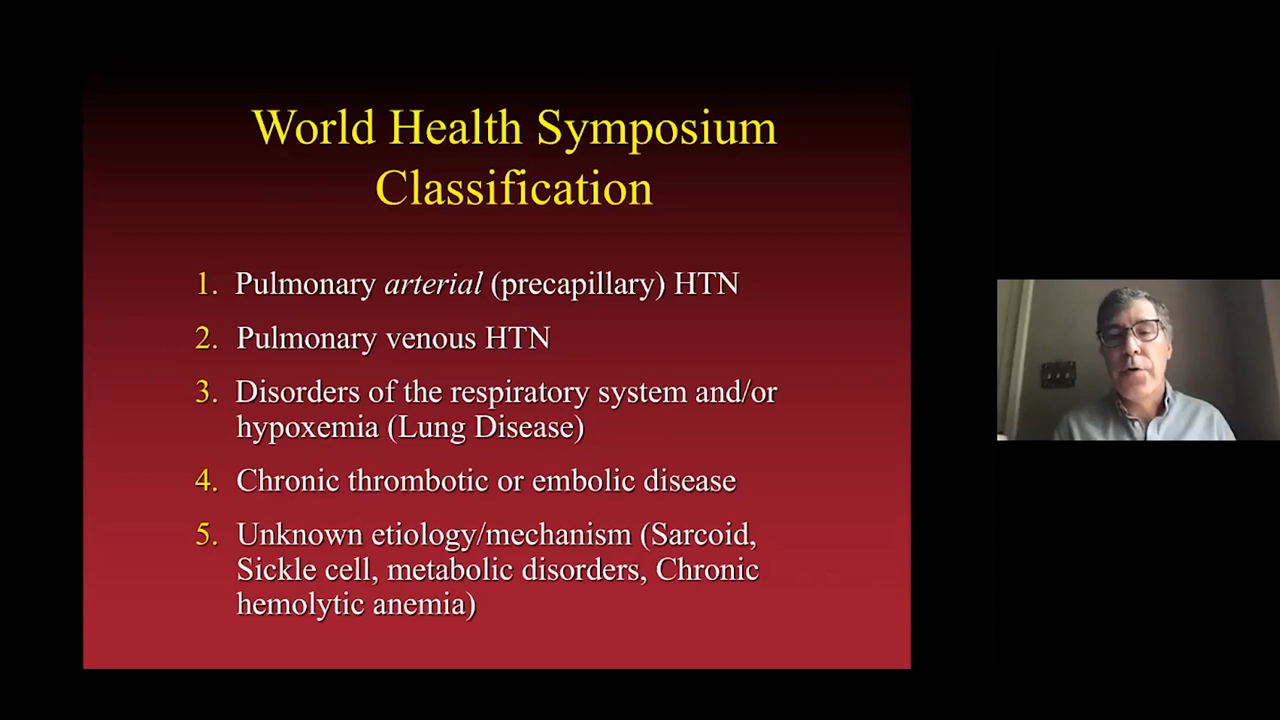 World Health Symposium
Classification
1. Pulmonary arterial (precapillary) HTN
2. Pulmonary venous HTN
3. Disorders of the respiratory system and/or
hypoxemia (Lung Disease)
4. Chronic thrombotic or embolic disease
5. Unknown etiology/mechanism (Sarcoid,
Sickle cell, metabolic disorders, Chronic
hemolytic anemia)